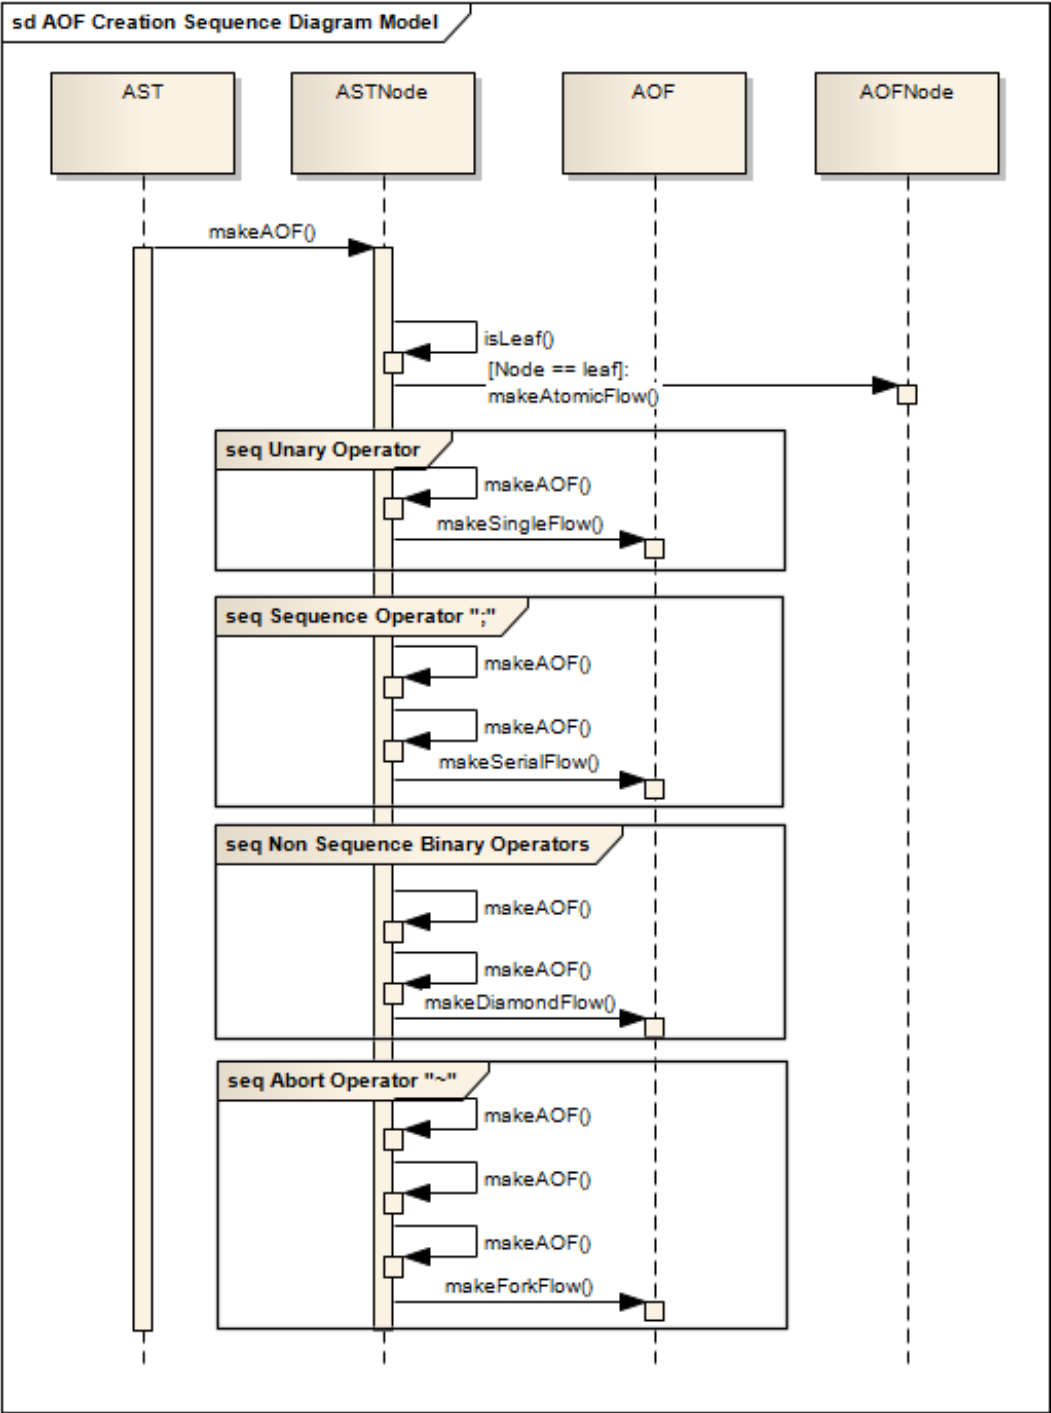 sd AOF Creation Sequence Diagram Model
AST
ASTNode
AOF
AOFNode
makeAOF()
isLeaf()
[Node == leaf]:
makeAtomicFlow()
seq Unary Operator
makeAOF()
makeSingleFlow()
seq Sequence Operator ";"
makeAOF()
makeAOF()
makeSerialFlow()
seq Non Sequence Binary Operators
makeAOF()
makeAOF()
makeDiamondFlow()
seq Abort Operator "~"
makeAOF()
makeAOF()
makeAOF()
makeForkFlow()